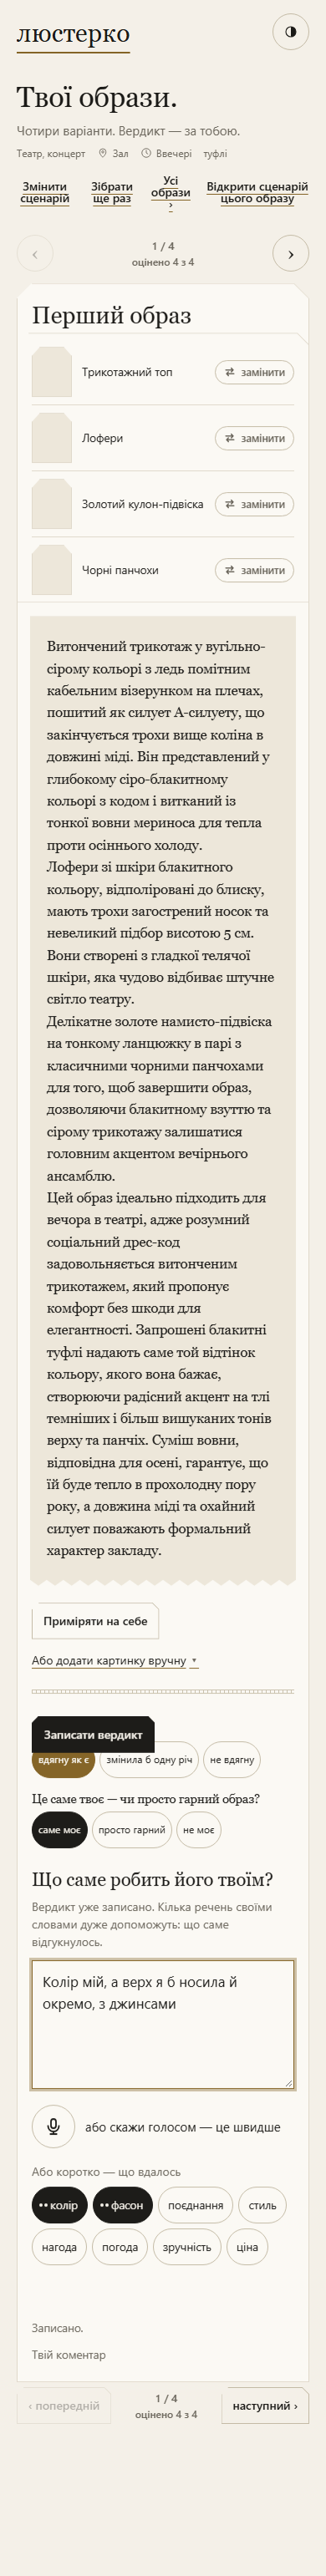 люстерко
Твої образи.
Чотири варіанти. Вердикт — за тобою.
Театр, концерт Зал Ввечері туфлі
Змінити
сценарій
Зібрати
ще раз
Усі
образи
›
Відкрити сценарій
цього образу
‹
1 / 4
оцінено 4 з 4
›
Перший образ
Трикотажний топ
замінити
Лофери
замінити
Золотий кулон-підвіска
замінити
Чорні панчохи
замінити
Витончений трикотаж у вугільно-
сірому кольорі з ледь помітним
кабельним візерунком на плечах,
пошитий як силует А-силуету, що
закінчується трохи вище коліна в
довжині міді. Він представлений у
глибокому сіро-блакитному
кольорі з кодом і витканий із
тонкої вовни мериноса для тепла
проти осіннього холоду.
Лофери зі шкіри блакитного
кольору, відполіровані до блиску,
мають трохи загострений носок та
невеликий підбор висотою 5 см.
Вони створені з гладкої телячої
шкіри, яка чудово відбиває штучне
світло театру.
Делікатне золоте намисто-підвіска
на тонкому ланцюжку в парі з
класичними чорними панчохами
для того, щоб завершити образ,
дозволяючи блакитному взуттю та
сірому трикотажу залишатися
головним акцентом вечірнього
ансамблю.
Цей образ ідеально підходить для
вечора в театрі, адже розумний
соціальний дрес-код
задовольняється витонченим
трикотажем, який пропонує
комфорт без шкоди для
елегантності. Запрошені блакитні
туфлі надають саме той відтінок
кольору, якого вона бажає,
створюючи радісний акцент на тлі
темніших і більш вишуканих тонів
верху та панчіх. Суміш вовни,
відповідна для осені, гарантує, що
їй буде тепло в прохолодну пору
року, а довжина міді та охайний
силует поважають формальний
характер закладу.
Приміряти на себе
Або додати картинку вручну
Записати вердикт
вдягну як є
змінила б одну річ
не вдягну
Це саме твоє — чи просто гарний образ?
саме моє
просто гарний
не моє
Що саме робить його твоїм?
Вердикт уже записано. Кілька речень своїми
словами дуже допоможуть: що саме
відгукнулось.
Колір мій, а верх я б носила й
окремо, з джинсами
або скажи голосом — це швидше
Або коротко — що вдалось
колір
фасон
поєднання
стиль
нагода
погода
зручність
ціна
Записано.
Твій коментар
‹ попередній
1 / 4
оцінено 4 з 4
наступний ›